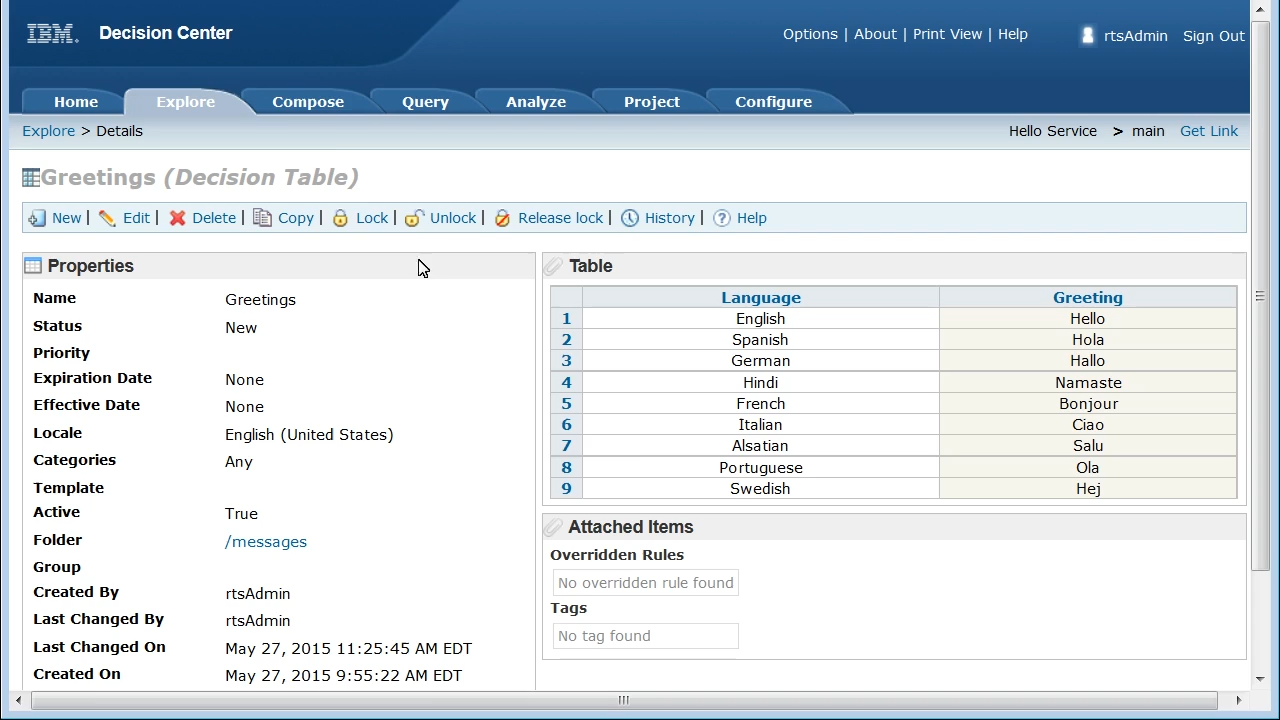 IBM. Decision Center
Options | About | Print View | Help rtsAdmin Sign Out
Home Explore Compose Query Analyze Project Configure
Explore > Details Hello Service > main Get Link
Greetings (Decision Table)
New | Edit | Delete | Copy | Lock | Unlock | Release lock | History | Help
Properties
Name Greetings
Status New
Priority
Expiration Date None
Effective Date None
Locale English (United States)
Categories Any
Template
Active True
Folder /messages
Group
Created By rtsAdmin
Last Changed By rtsAdmin
Last Changed On May 27, 2015 11:25:45 AM EDT
Created On May 27, 2015 9:55:22 AM EDT
Table
Language Greeting
1 English Hello
2 Spanish Hola
3 German Hallo
4 Hindi Namaste
5 French Bonjour
6 Italian Ciao
7 Alsatian Salu
8 Portuguese Ola
9 Swedish Hej
Attached Items
Overridden Rules
No overridden rule found
Tags
No tag found